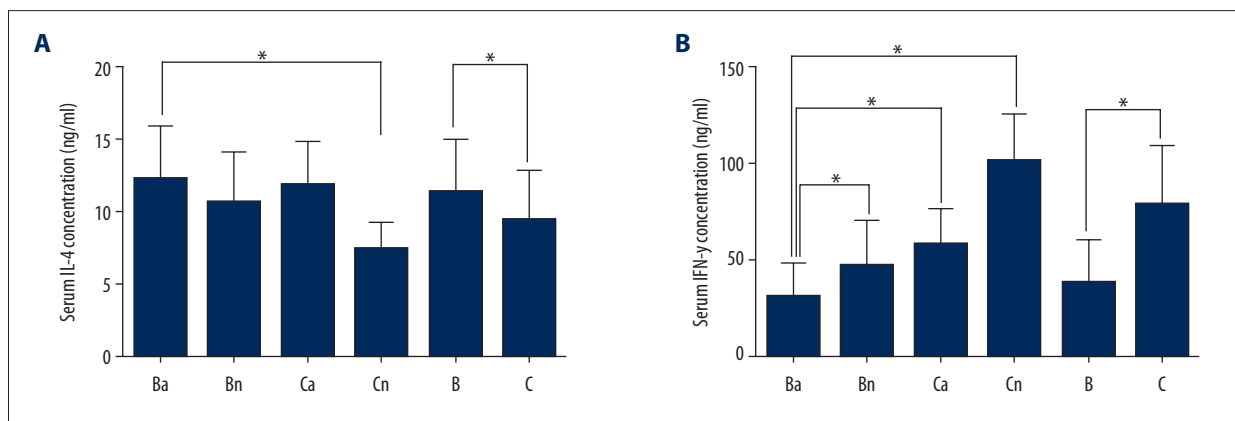 A
*
*
20
15
10
5
0
Serum IL-4 concentration (ng/ml)
Ba Bn Ca Cn B C
B
*
*
*
*
150
100
50
0
Serum IFN-y concentration (ng/ml)
Ba Bn Ca Cn B C